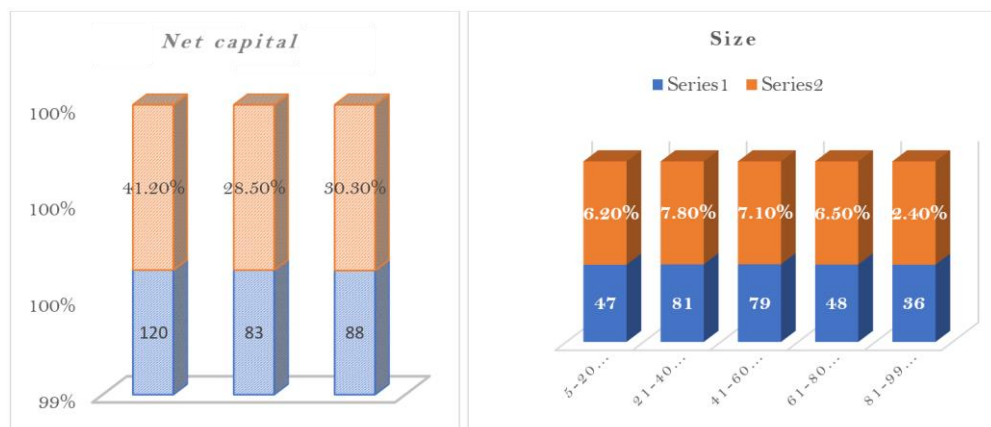 Net capital
100%
100%
100%
99%
41.20% 28.50% 30.30%
120 83 88
Size
Series1 Series2
6.20% 7.80% 7.10% 6.50% 2.40%
47 81 79 48 36
5-20... 21-40... 41-60... 61-80... 81-99...